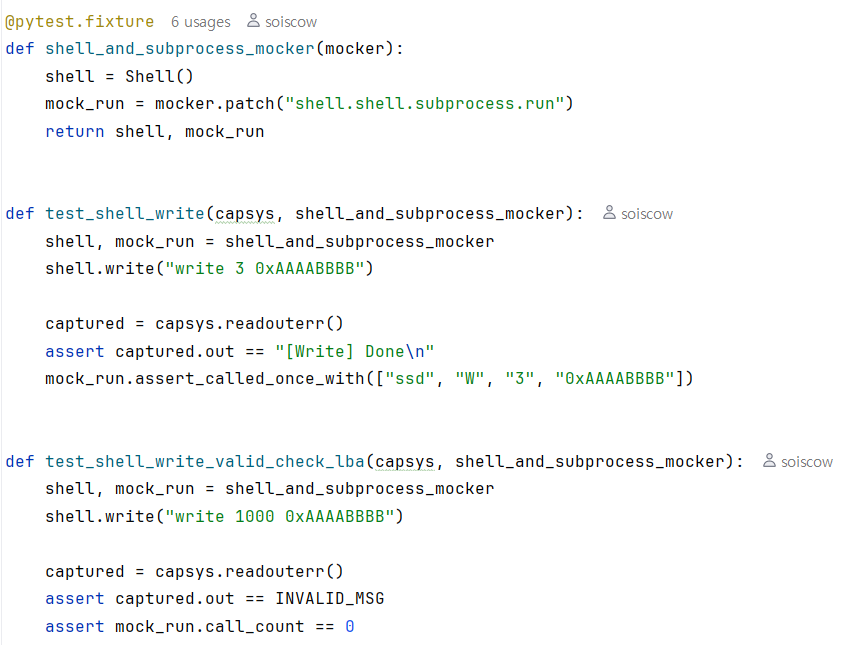 @pytest.fixture 6 usages soiscow
def shell_and_subprocess_mocker(mocker):
    shell = Shell()
    mock_run = mocker.patch("shell.shell.subprocess.run")
    return shell, mock_run
def test_shell_write(capsys, shell_and_subprocess_mocker): soiscow
    shell, mock_run = shell_and_subprocess_mocker
    shell.write("write 3 0xAAAABBBB")
    captured = capsys.readouterr()
    assert captured.out == "[Write] Done\n"
    mock_run.assert_called_once_with(["ssd", "W", "3", "0xAAAABBBB"])
def test_shell_write_valid_check_lba(capsys, shell_and_subprocess_mocker): soiscow
    shell, mock_run = shell_and_subprocess_mocker
    shell.write("write 1000 0xAAAABBBB")
    captured = capsys.readouterr()
    assert captured.out == INVALID_MSG
    assert mock_run.call_count == 0